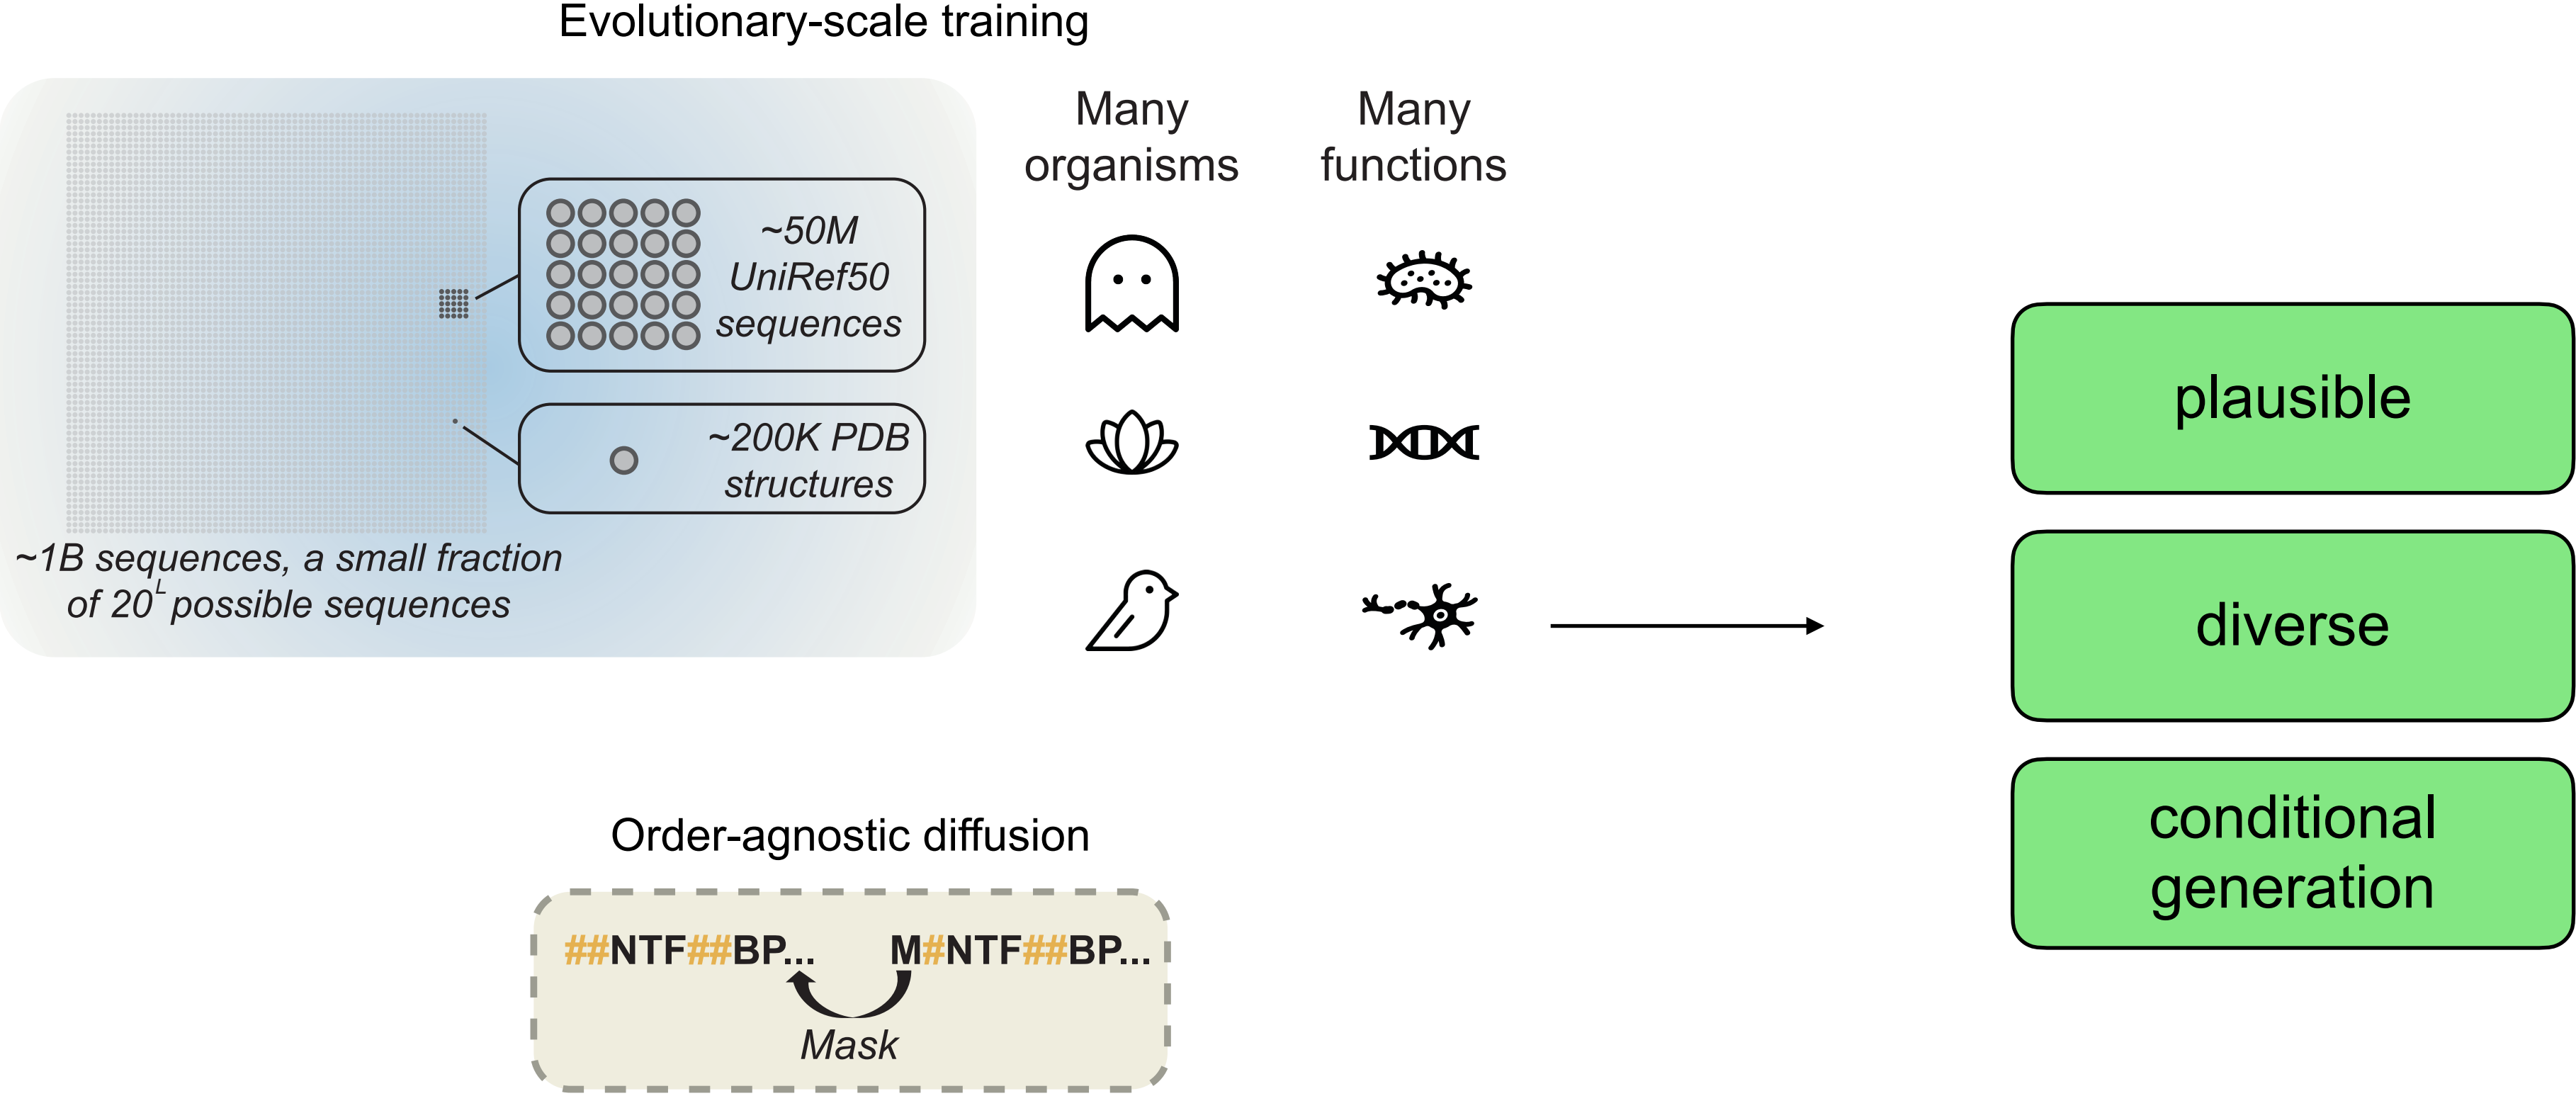 Evolutionary-scale training
Many
organisms
Many
functions
~50M
UniRef50
sequences
~200K PDB
structures
~1B sequences, a small fraction
of 20^L possible sequences
plausible
diverse
conditional
generation
Order-agnostic diffusion
##NTF##BP... M#NTF##BP...
Mask